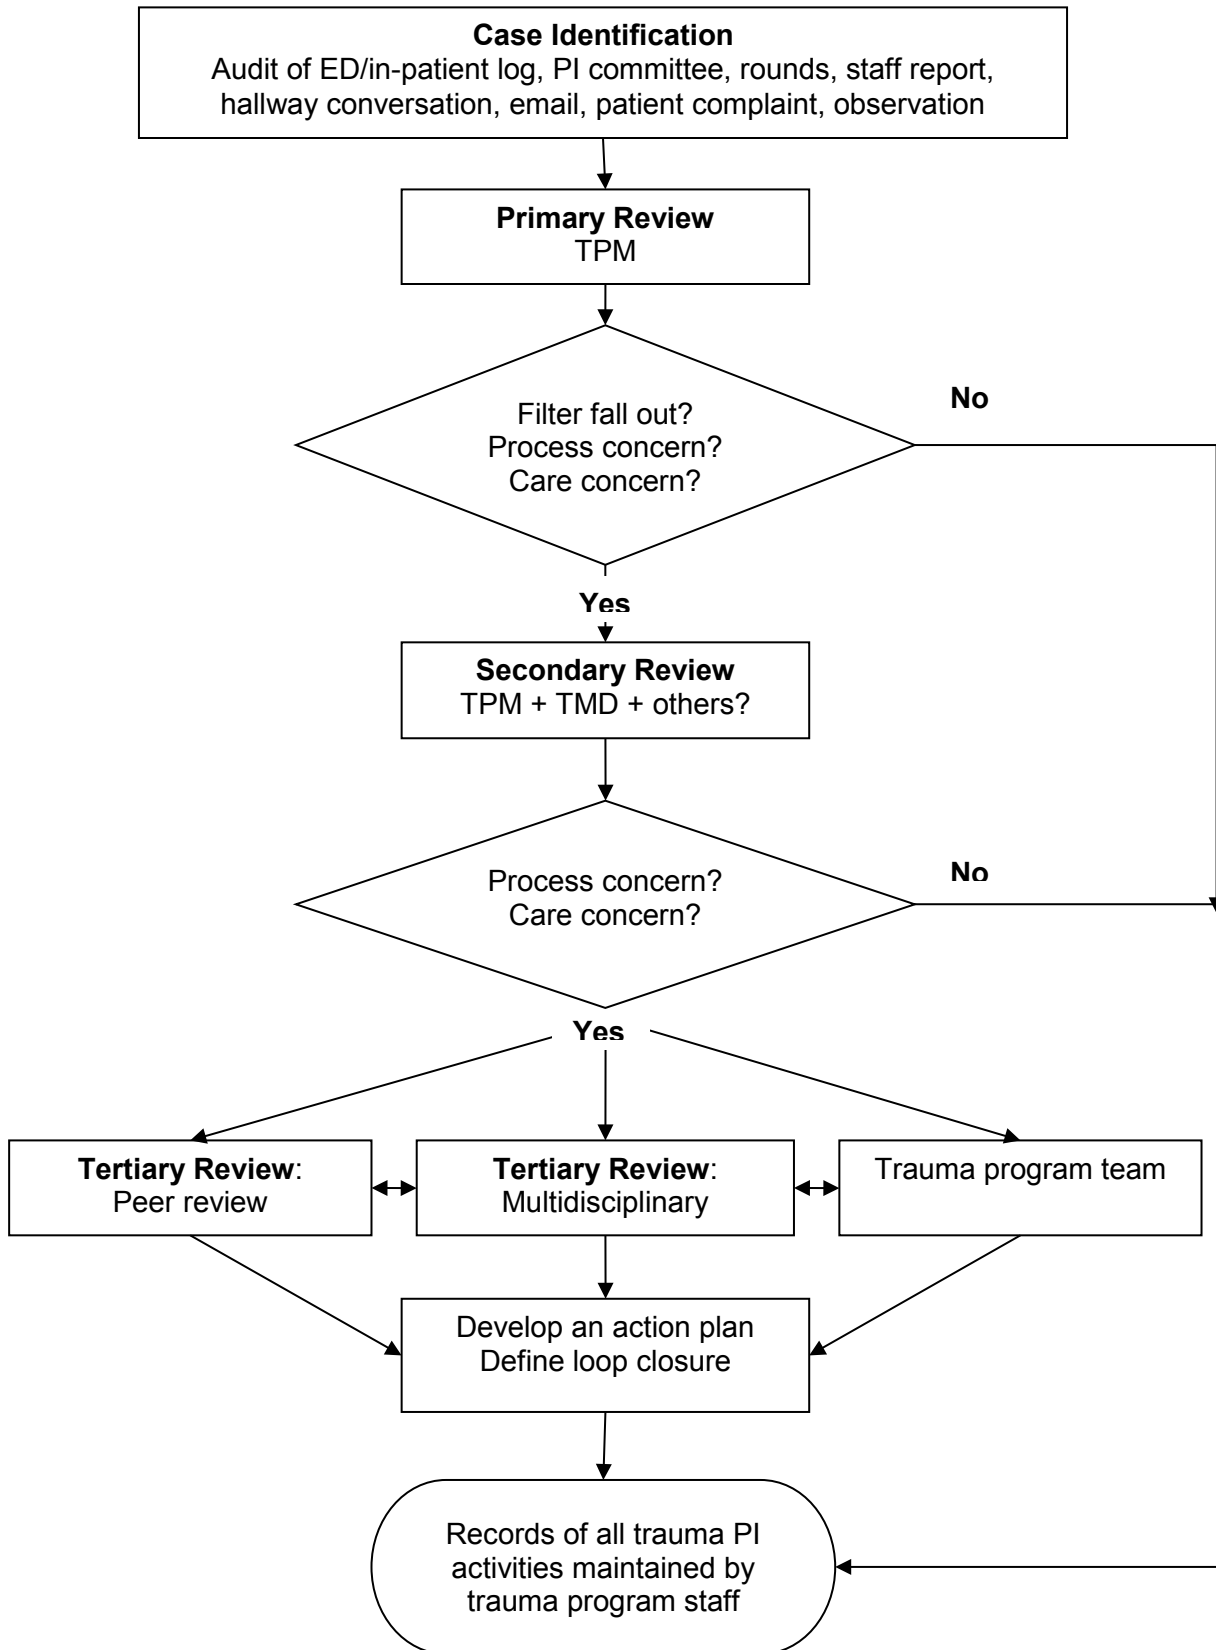 Case Identification
Audit of ED/in-patient log, PI committee, rounds, staff report,
hallway conversation, email, patient complaint, observation
Primary Review
TPM
Filter fall out?
Process concern?
Care concern?
No
Yes
Secondary Review
TPM + TMD + others?
Process concern?
Care concern?
No
Yes
Tertiary Review:
Peer review
Tertiary Review:
Multidisciplinary
Trauma program team
Develop an action plan
Define loop closure
Records of all trauma PI
activities maintained by
trauma program staff